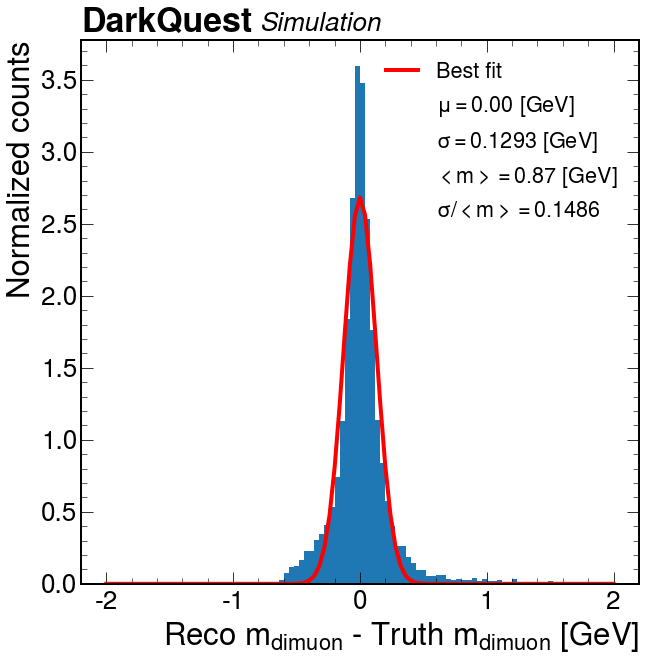 DarkQuest Simulation
Normalized counts
3.5
3.0
2.5
2.0
1.5
1.0
0.5
0.0
Best fit
μ = 0.00 [GeV]
σ = 0.1293 [GeV]
< m > = 0.87 [GeV]
σ/< m > = 0.1486
-2 -1 0 1 2
Reco m_dimuon - Truth m_dimuon [GeV]